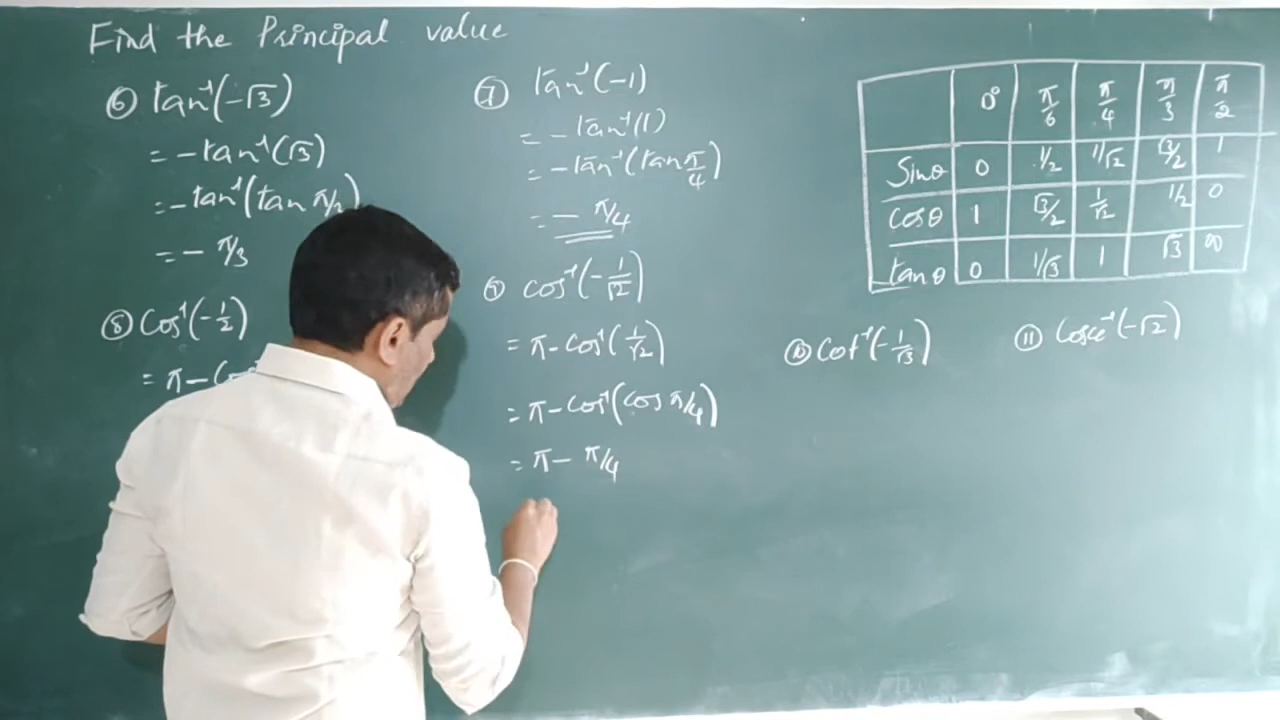 Find the Principal value
⑥ tan⁻¹(-√3)
= -tan⁻¹(√3)
= -tan⁻¹(tan π/
= - π/3
⑧ Cos⁻¹(-1/2)
= π -
⑦ tan⁻¹(-1)
= -tan⁻¹(1)
= -tan⁻¹(tan π/4)
= - π/4
⑨ cos⁻¹(-1/√2)
= π - cos⁻¹(1/√2)
= π - cos⁻¹(cos π/4)
= π - π/4
0° π/6 π/4 π/3 π/2
Sinθ 0 1/2 1/√2 √3/2 1
cosθ 1 √3/2 1/√2 1/2 0
tanθ 0 1/√3 1 √3 ∞
⑩ Cot⁻¹(-1/√3)
⑪ Cosec⁻¹(-√2)